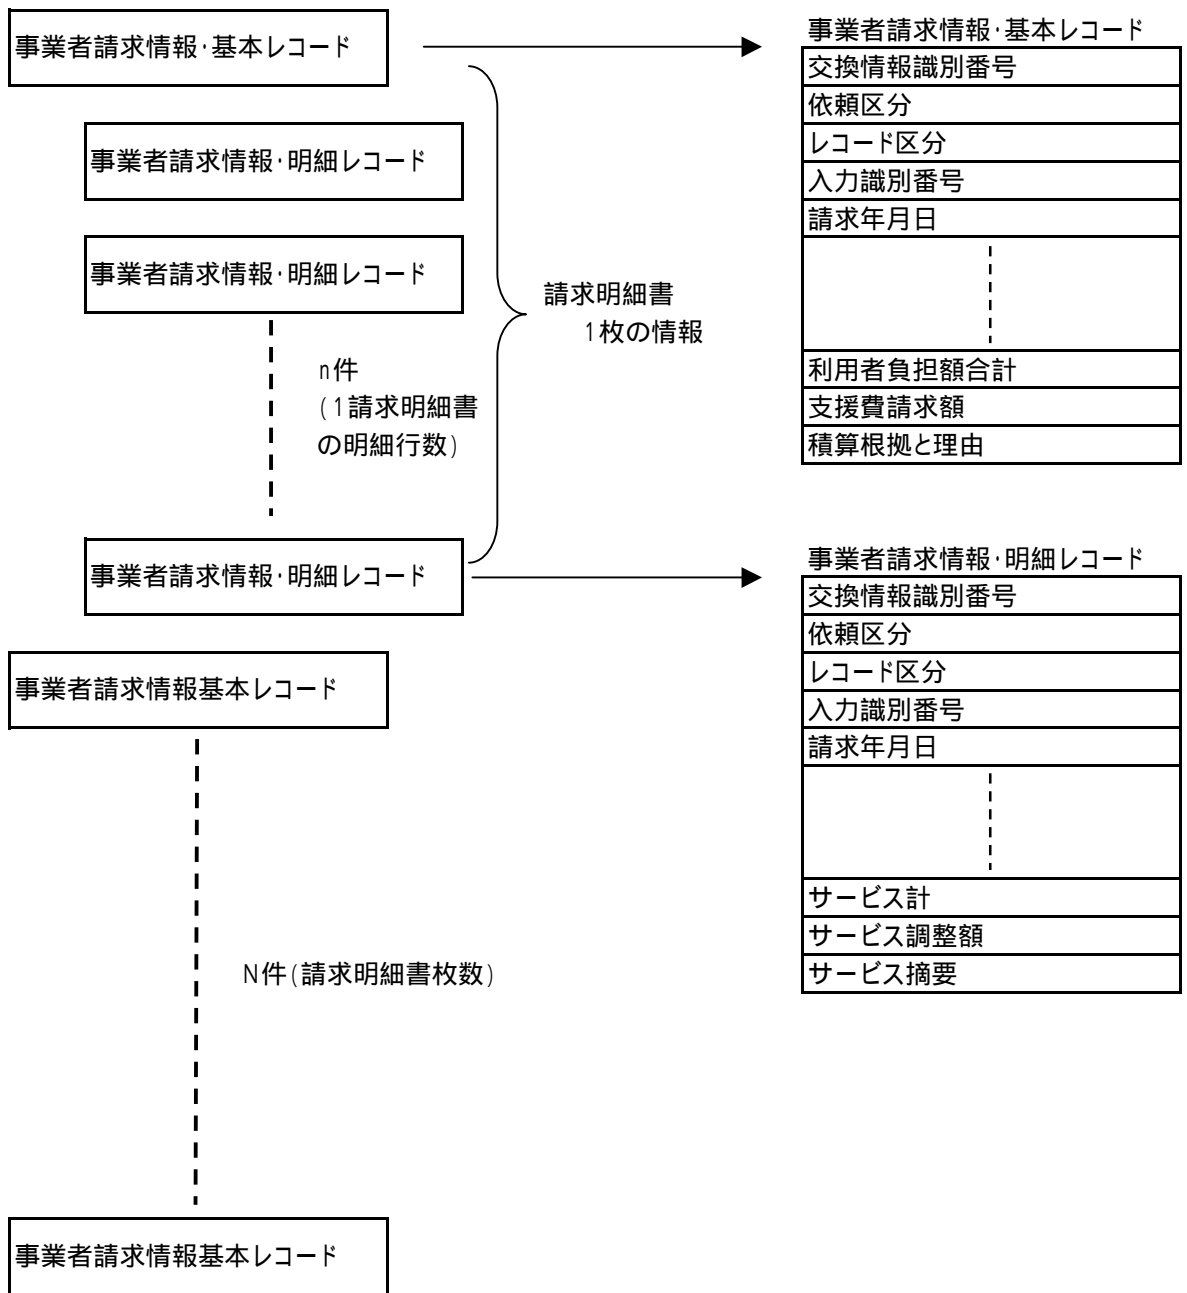 事業者請求情報・基本レコード
事業者請求情報・明細レコード
事業者請求情報・明細レコード
n件
(1請求明細書
の明細行数)
事業者請求情報・明細レコード
請求明細書
1枚の情報
事業者請求情報基本レコード
N件(請求明細書枚数)
事業者請求情報基本レコード
事業者請求情報・基本レコード
交換情報識別番号
依頼区分
レコード区分
入力識別番号
請求年月日
利用者負担額合計
支援費請求額
積算根拠と理由
事業者請求情報・明細レコード
交換情報識別番号
依頼区分
レコード区分
入力識別番号
請求年月日
サービス計
サービス調整額
サービス摘要